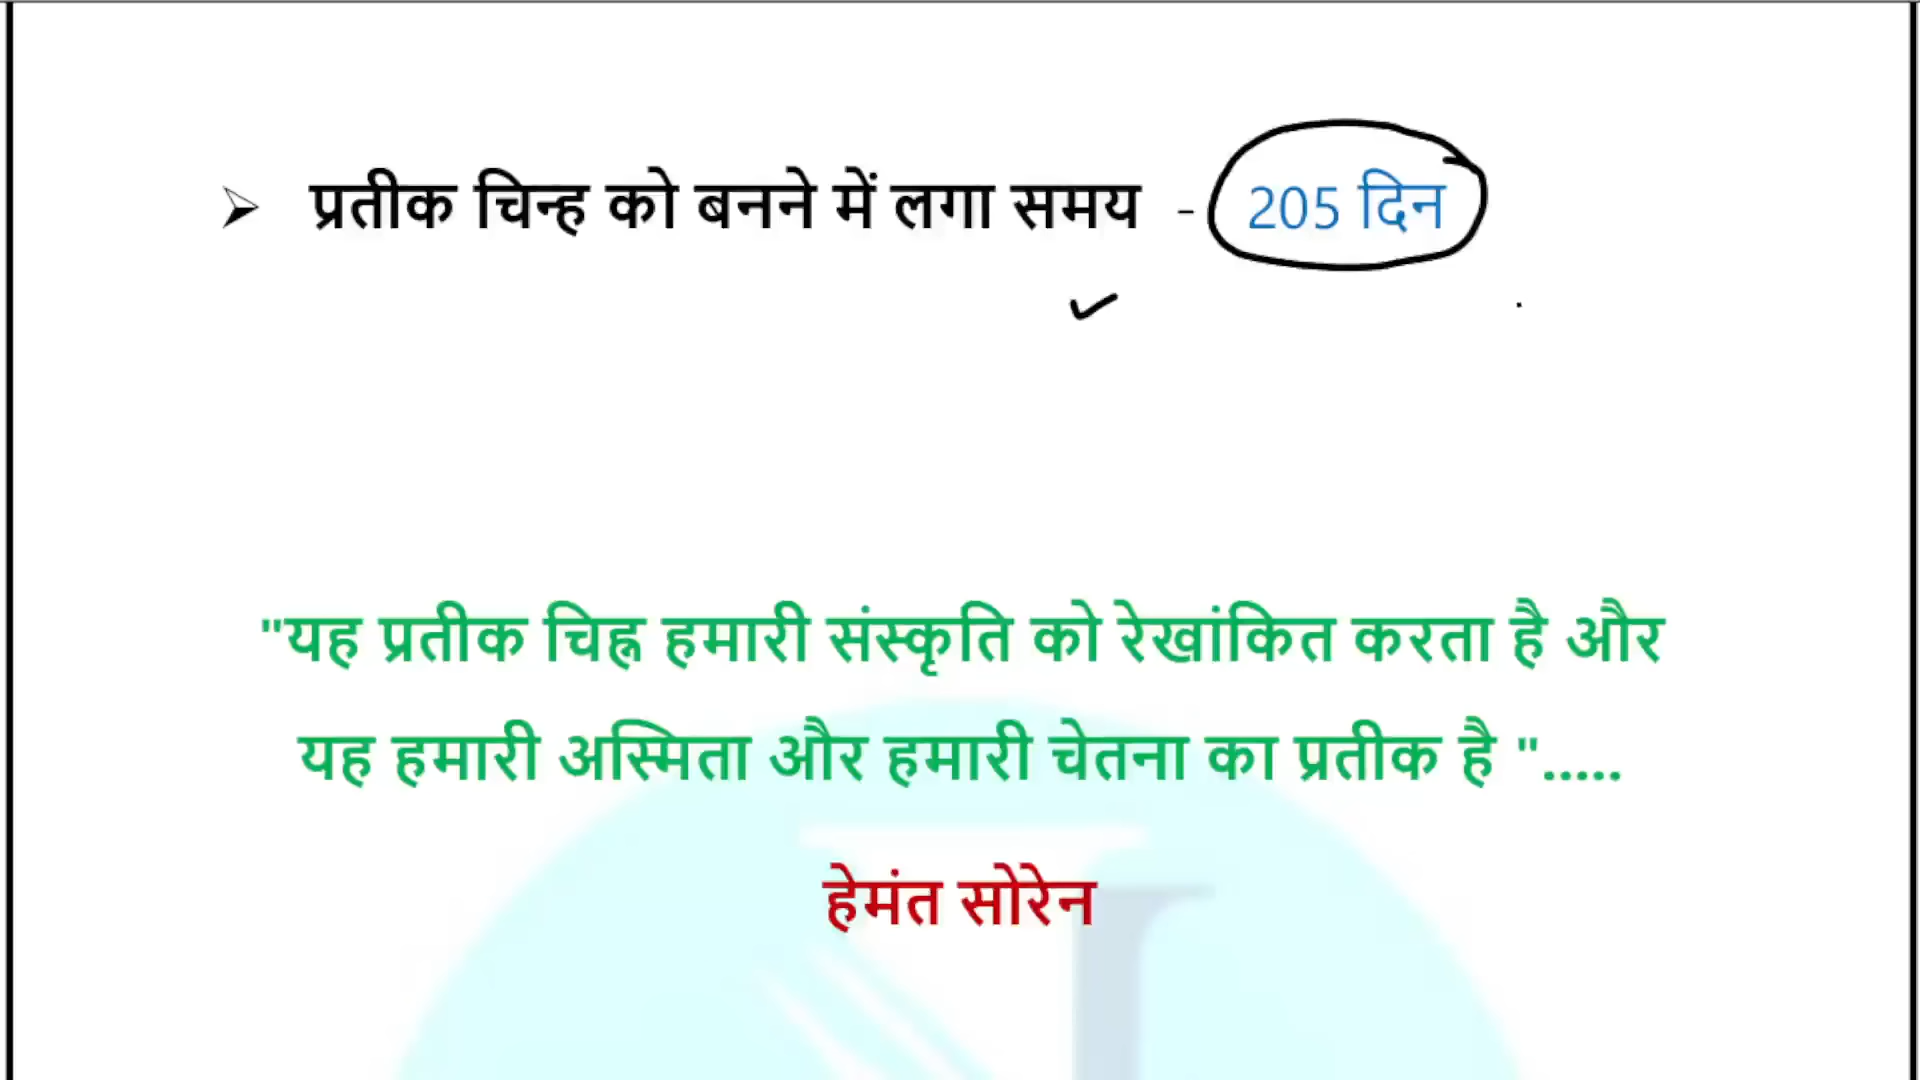 ➢ प्रतीक चिन्ह को बनने में लगा समय - 205 दिन
"यह प्रतीक चिह्न हमारी संस्कृति को रेखांकित करता है और
यह हमारी अस्मिता और हमारी चेतना का प्रतीक है ".....
हेमंत सोरेन